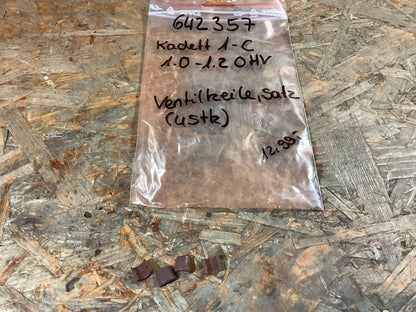 642357
Kadett 1-C
1.0-1.2 OHV
Ventilkeile, satz
(4Stk)
12.99,-